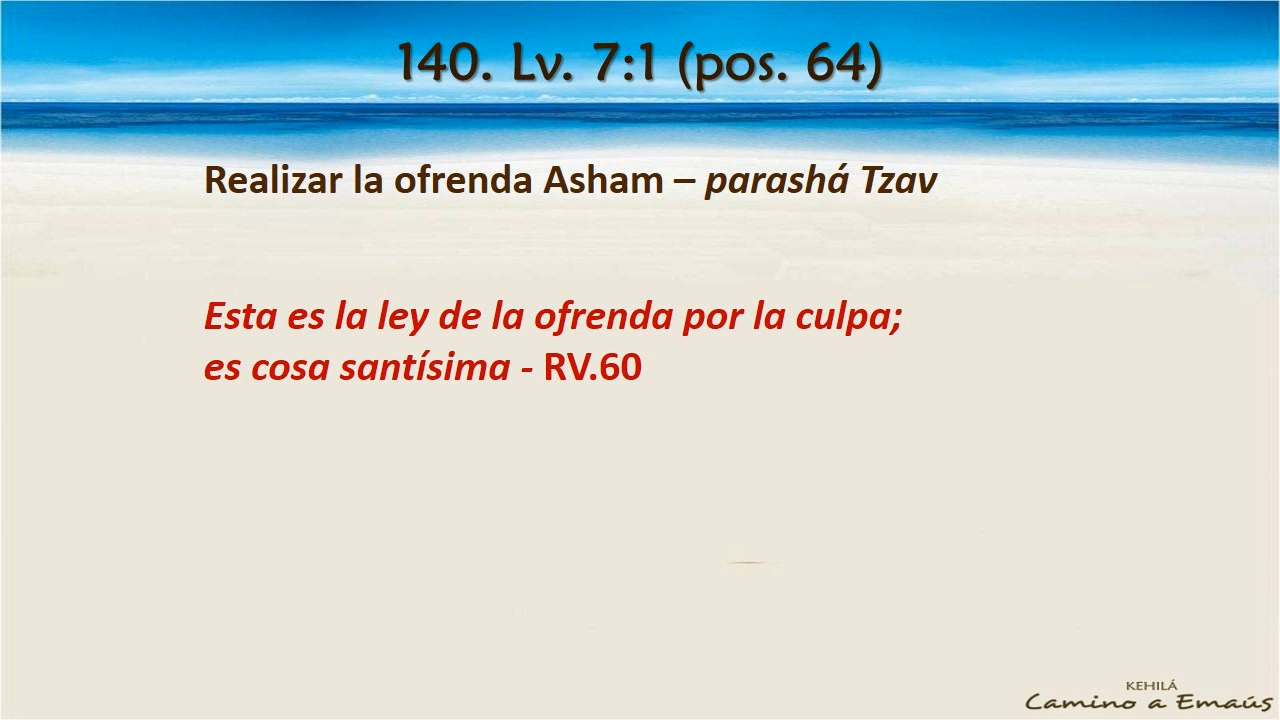 140. Lv. 7:1 (pos. 64)
Realizar la ofrenda Asham – parashá Tzav
Esta es la ley de la ofrenda por la culpa;
es cosa santísima - RV.60
KEHILÁ
Camino a Emaús